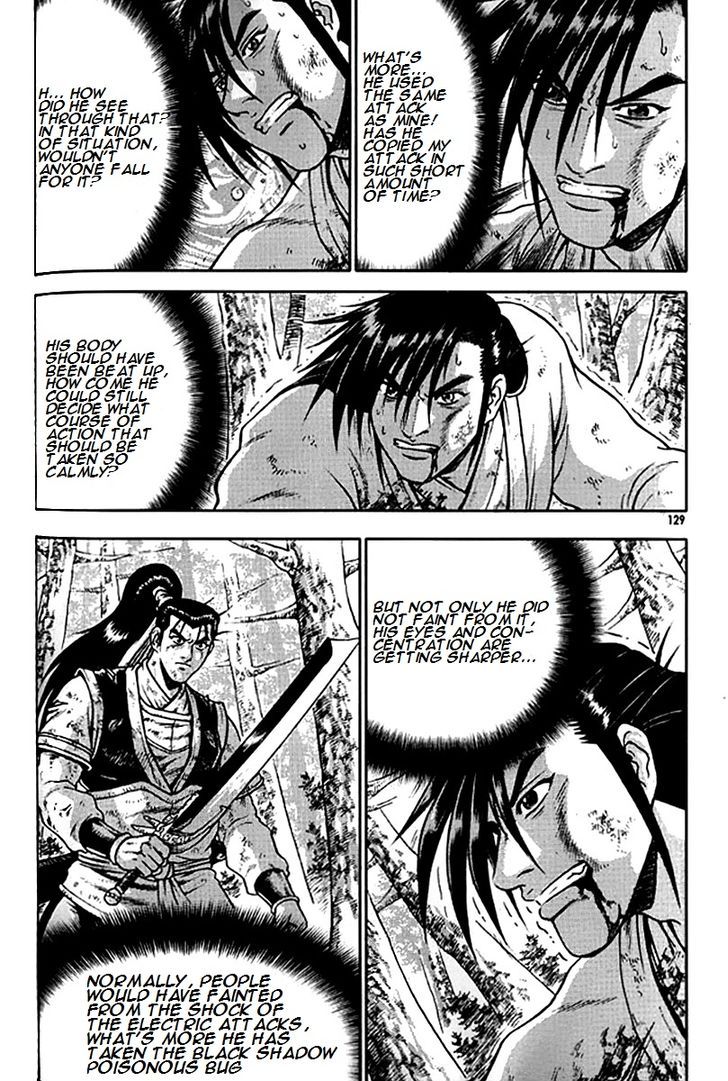 H... HOW
DID HE SEE
THROUGH THAT?
IN THAT KIND
OF SITUATION,
WOULDN'T
ANYONE FALL
FOR IT?
WHAT'S
MORE...
HE USED
THE SAME
ATTACK
AS MINE!
HAS HE
COPIED MY
ATTACK IN
SUCH SHORT
AMOUNT
OF TIME?
HIS BODY
SHOULD HAVE
BEEN BEAT UP,
HOW COME HE
COULD STILL
DECIDE WHAT
COURSE OF
ACTION THAT
SHOULD BE
TAKEN SO
CALMLY?
129
NORMALLY, PEOPLE
WOULD HAVE FAINTED
FROM THE SHOCK OF
THE ELECTRIC ATTACKS,
WHAT'S MORE HE HAS
TAKEN THE BLACK SHADOW
POISONOUS BUG
BUT NOT ONLY HE DID
NOT FAINT FROM IT,
HIS EYES AND CON-
CENTRATION ARE
GETTING SHARPER...